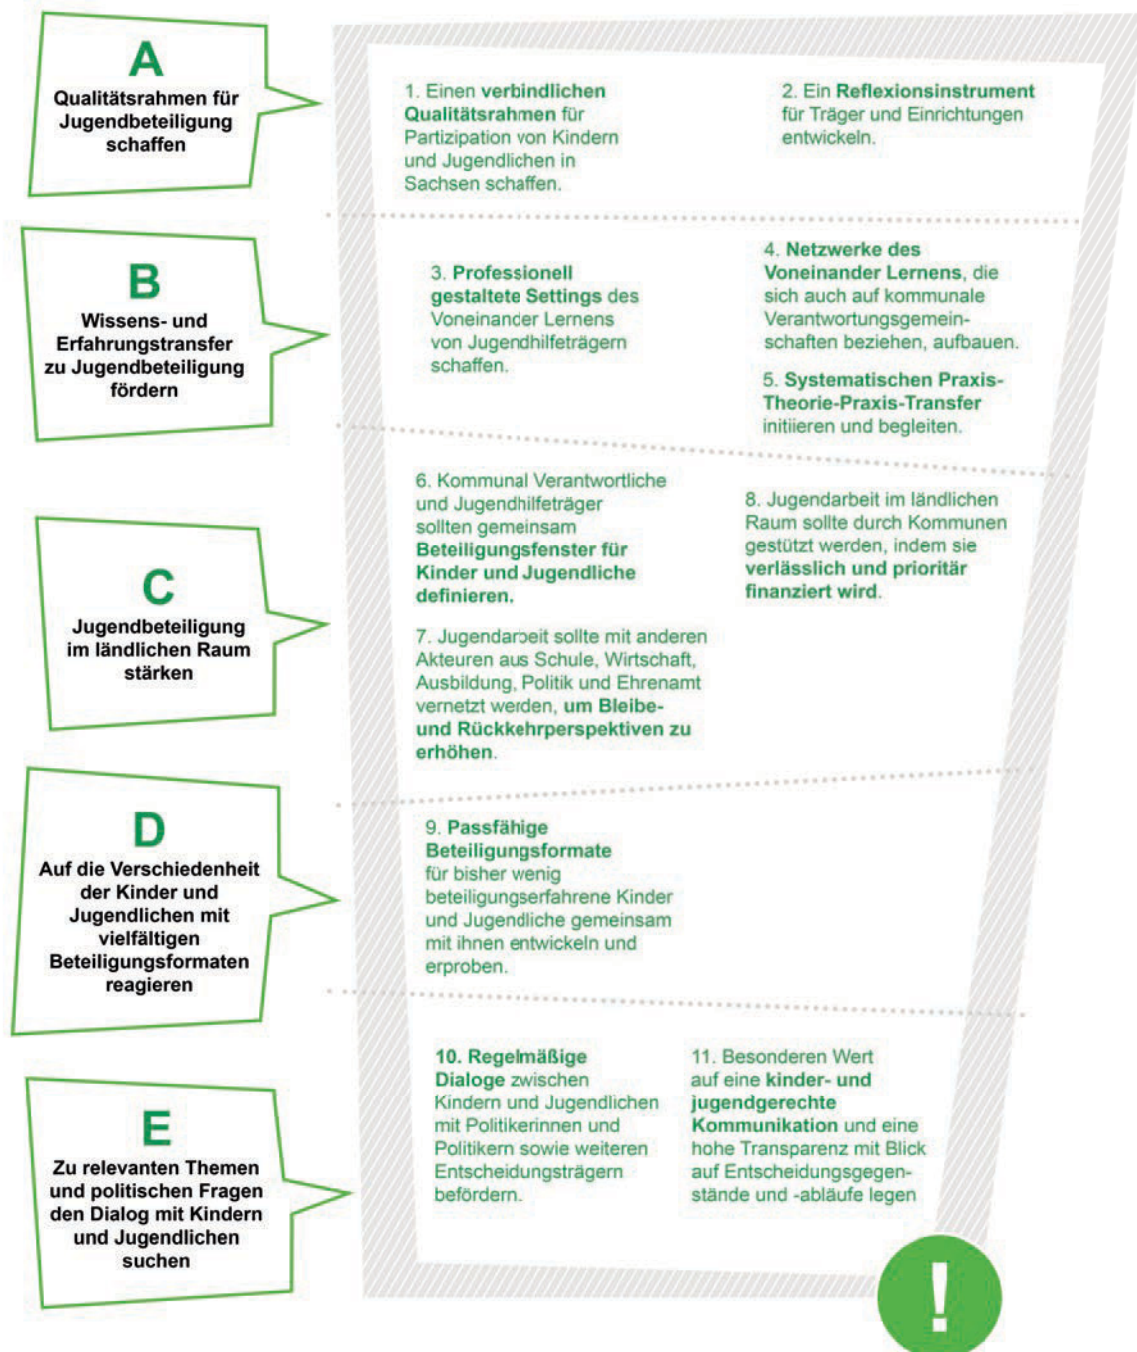 A
Qualitätsrahmen für
Jugendbeteiligung
schaffen
1. Einen verbindlichen
Qualitätsrahmen für
Partizipation von Kindern
und Jugendlichen in
Sachsen schaffen.
2. Ein Reflexionsinstrument
für Träger und Einrichtungen
entwickeln.
B
Wissens- und
Erfahrungstransfer
zu Jugendbeteiligung
fördern
3. Professionell
gestaltete Settings des
Voneinander Lernens
von Jugendhilfeträgern
schaffen.
4. Netzwerke des
Voneinander Lernens, die
sich auch auf kommunale
Verantwortungsgemein-
schaften beziehen, aufbauen.
5. Systematischen Praxis-
Theorie-Praxis-Transfer
initiieren und begleiten.
C
Jugendbeteiligung
im ländlichen Raum
stärken
6. Kommunal Verantwortliche
und Jugendhilfeträger
sollten gemeinsam
Beteiligungsfenster für
Kinder und Jugendliche
definieren.
7. Jugendarbeit sollte mit anderen
Akteuren aus Schule, Wirtschaft,
Ausbildung, Politik und Ehrenamt
vernetzt werden, um Bleibe-
und Rückkehrperspektiven zu
erhöhen.
8. Jugendarbeit im ländlichen
Raum sollte durch Kommunen
gestützt werden, indem sie
verlässlich und prioritär
finanziert wird.
D
Auf die Verschiedenheit
der Kinder und
Jugendlichen mit
vielfältigen
Beteiligungsformaten
reagieren
9. Passfähige
Beteiligungsformate
für bisher wenig
beteiligungserfahrene Kinder
und Jugendliche gemeinsam
mit ihnen entwickeln und
erproben.
E
Zu relevanten Themen
und politischen Fragen
den Dialog mit Kindern
und Jugendlichen
suchen
10. Regelmäßige
Dialoge zwischen
Kindern und Jugendlichen
mit Politikerinnen und
Politikern sowie weiteren
Entscheidungsträgern
befördern.
11. Besonderen Wert
auf eine kinder- und
jugendgerechte
Kommunikation und eine
hohe Transparenz mit Blick
auf Entscheidungsgegen-
stände und -abläufe legen
!